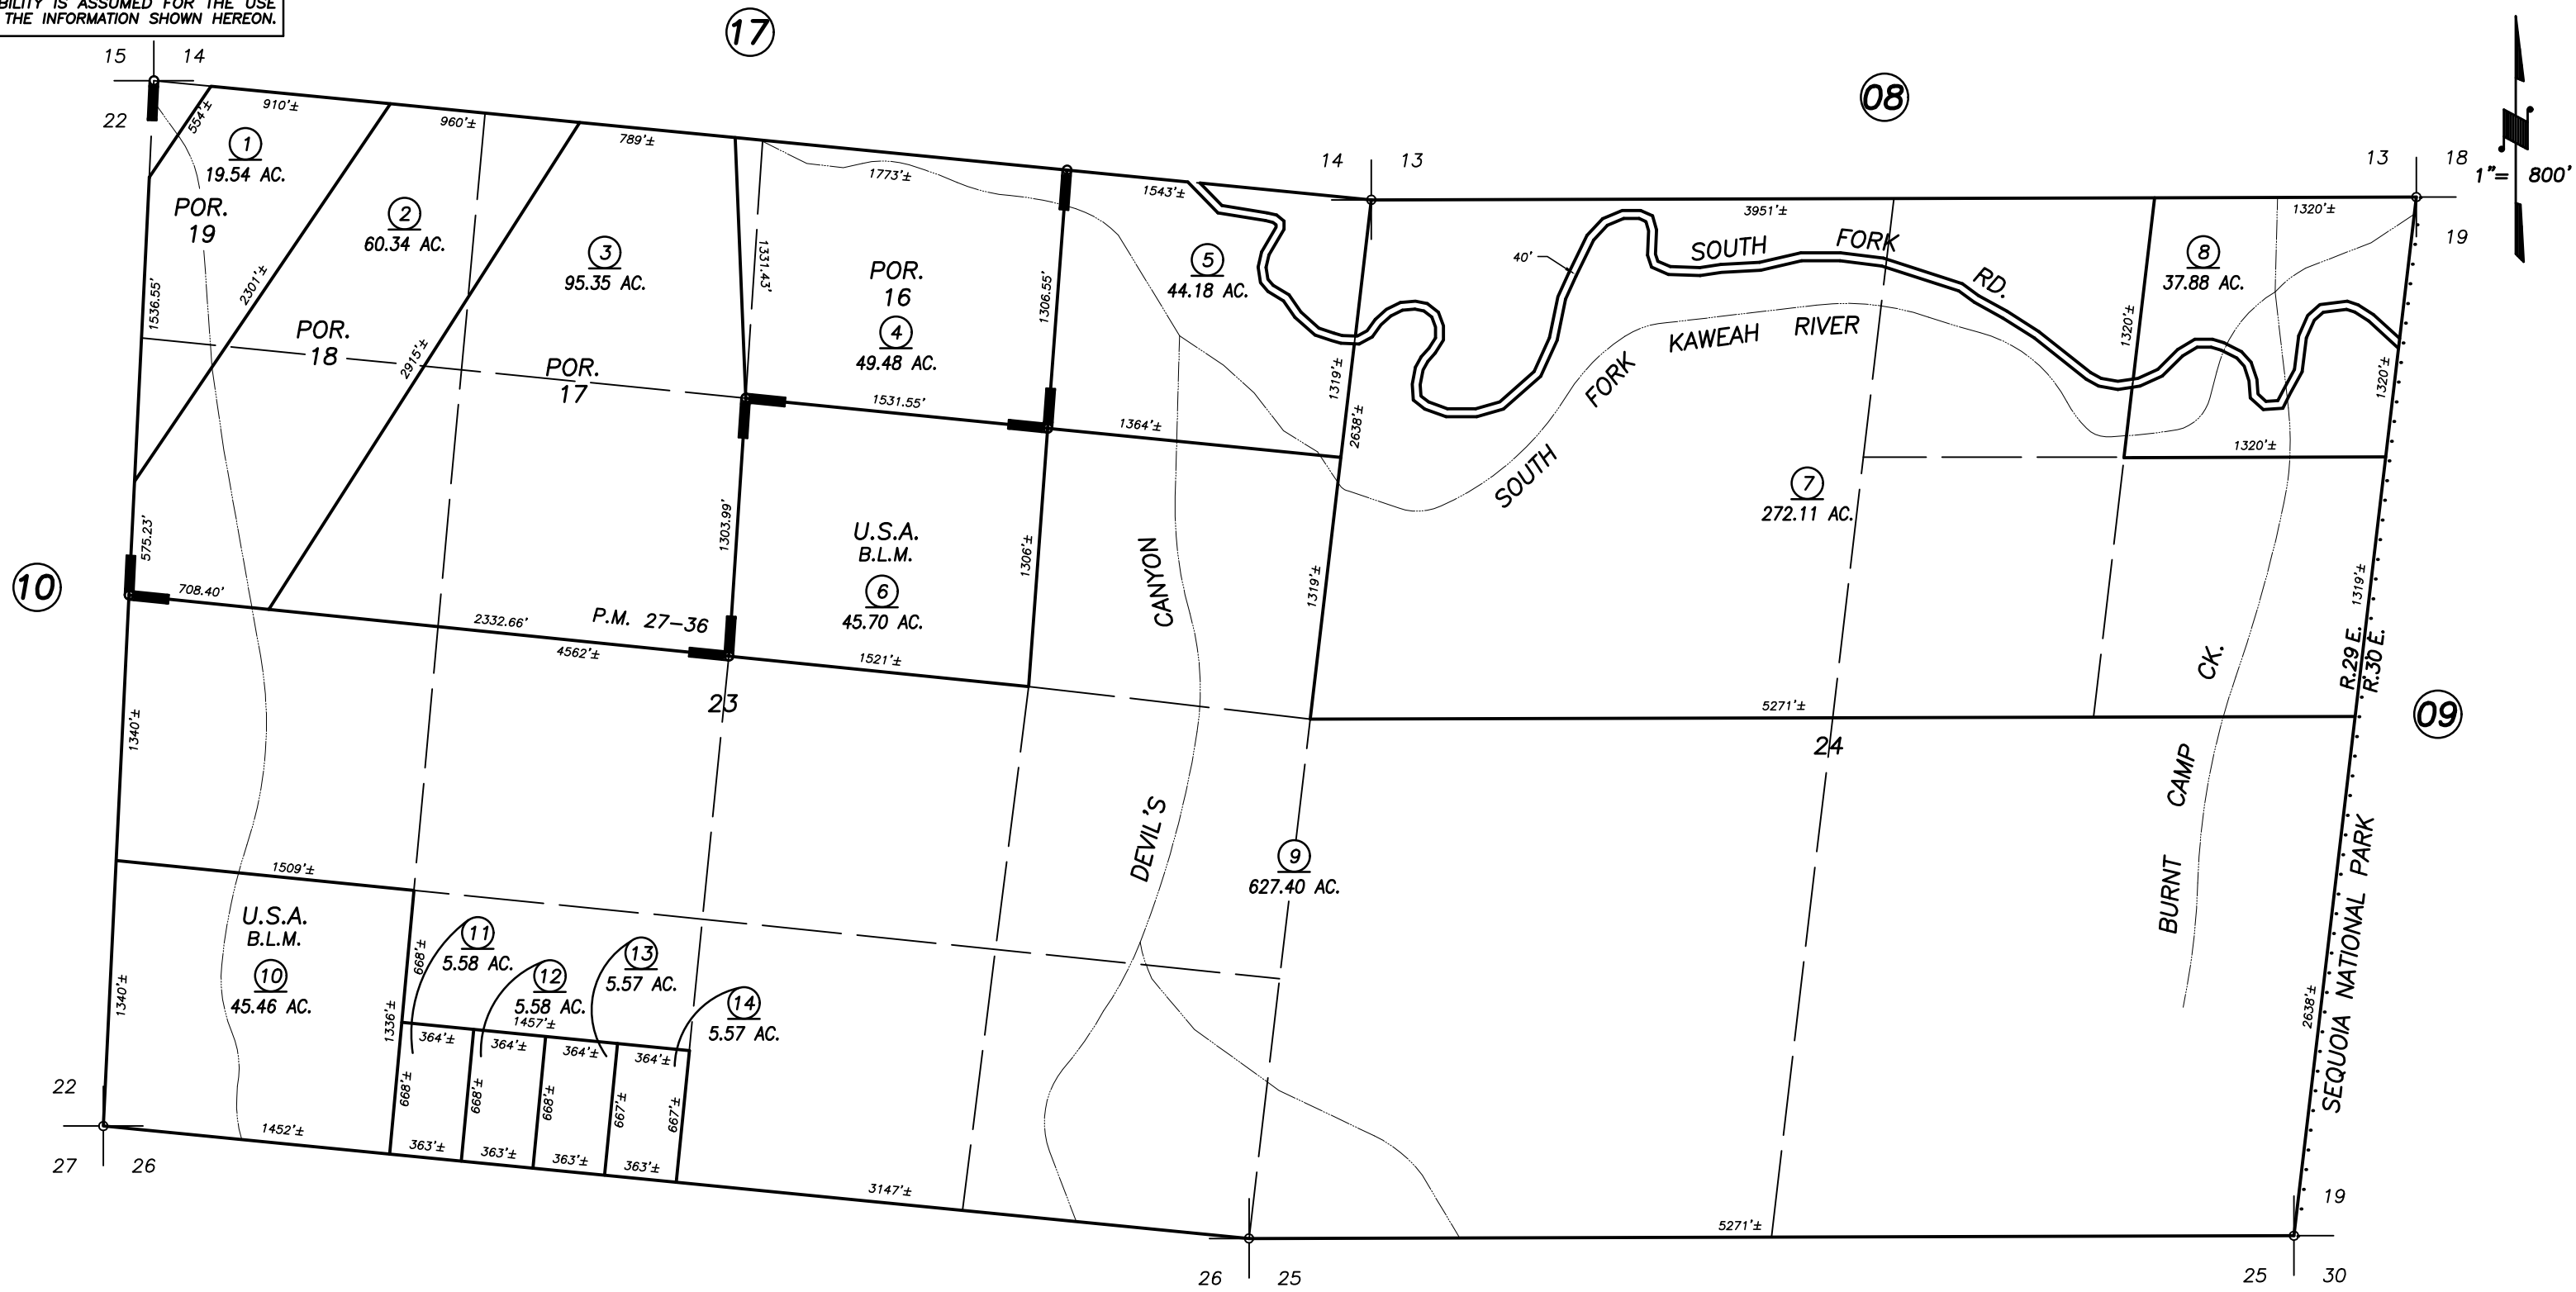 BILITY IS ASSUMED FOR THE USE
THE INFORMATION SHOWN HEREON.
17
08
1"= 800'
15 14
22
14 13
13 18
19
910'±
554'±
1
19.54 AC.
POR.
19
960'±
2
60.34 AC.
789'±
3
95.35 AC.
1773'±
1331.43'
POR.
16
4
49.48 AC.
1306.55'
1543'±
5
44.18 AC.
3951'±
40'
SOUTH FORK RD.
1320'±
8
37.88 AC.
1320'±
1320'±
1320'±
1536.55'
2301'±
POR.
18
2915'±
POR.
17
1531.55'
1364'±
1319'±
2638'±
SOUTH FORK KAWEAH RIVER
7
272.11 AC.
10
575.23'
708.40'
2332.66'
P.M. 27-36
4562'±
1303.99'
U.S.A.
B.L.M.
6
45.70 AC.
1306'±
1521'±
1319'±
1319'±
R.29 E.
R.30 E.
09
23
5271'±
24
DEVIL'S CANYON
BURNT CAMP CK.
SEQUOIA NATIONAL PARK
1340'±
9
627.40 AC.
1509'±
U.S.A.
B.L.M.
10
45.46 AC.
1340'±
668'±
1336'±
11
5.58 AC.
12
5.58 AC.
13
5.57 AC.
14
5.57 AC.
1457'±
364'±
364'±
364'±
364'±
668'±
668'±
668'±
667'±
667'±
2638'±
22
27 26
1452'±
363'±
363'±
363'±
363'±
3147'±
5271'±
19
26 25
25 30